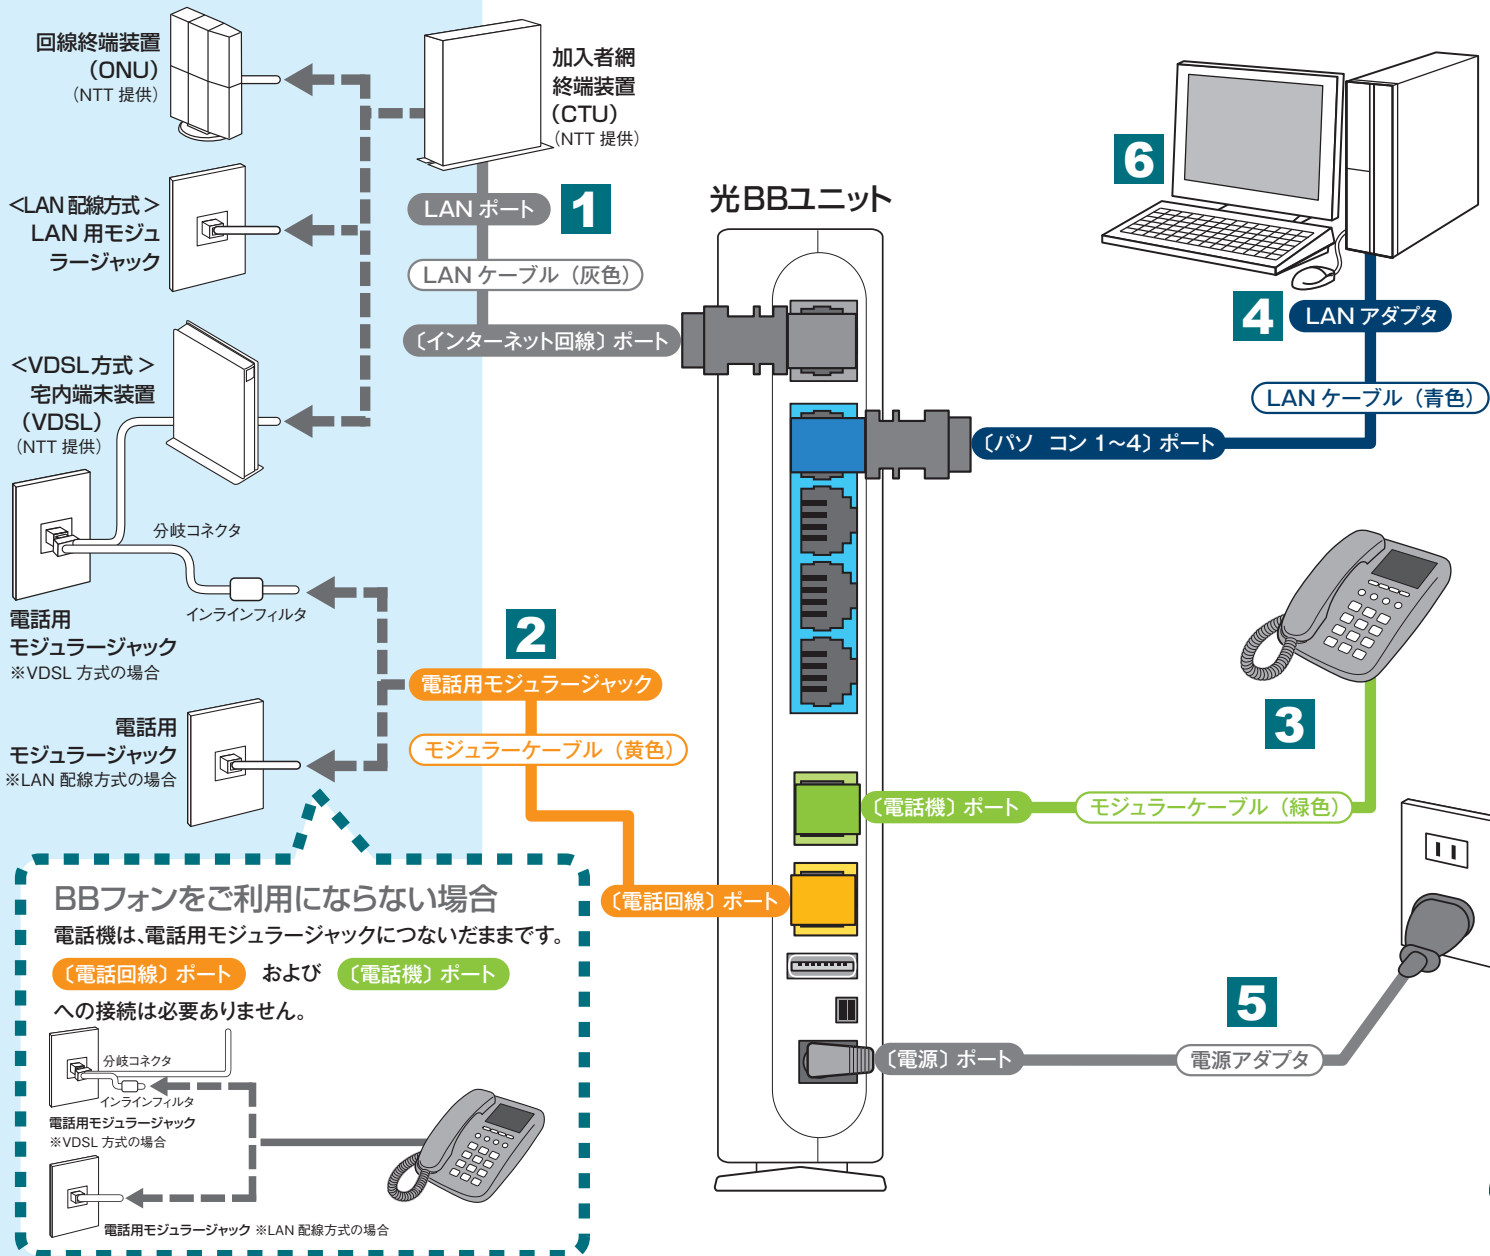 回線終端装置
（ONU）
（NTT 提供）
加入者網
終端装置
（CTU）
（NTT 提供）
＜LAN 配線方式＞
LAN 用モジュ
ラージャック
LAN ポート
1
LAN ケーブル（灰色）
〔インターネット回線〕ポート
＜VDSL 方式＞
宅内端末装置
（VDSL）
（NTT 提供）
分岐コネクタ
インラインフィルタ
電話用
モジュラージャック
※VDSL 方式の場合
電話用
モジュラージャック
※LAN 配線方式の場合
2
電話用モジュラージャック
モジュラーケーブル（黄色）
〔電話回線〕ポート
光BBユニット
6
4
LAN アダプタ
LAN ケーブル（青色）
〔パソ コン 1～4〕ポート
3
〔電話機〕ポート
モジュラーケーブル（緑色）
5
〔電源〕ポート
電源アダプタ
BBフォンをご利用にならない場合
電話機は、電話用モジュラージャックにつないだままです。
〔電話回線〕ポート および 〔電話機〕ポート
への接続は必要ありません。
分岐コネクタ
インラインフィルタ
電話用モジュラージャック
※VDSL 方式の場合
電話用モジュラージャック ※LAN 配線方式の場合